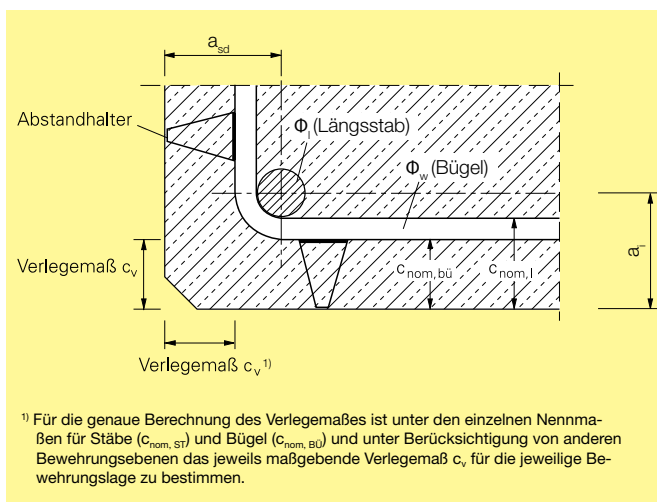 a_sd
Abstandhalter
Φ_l (Längsstab)
Φ_w (Bügel)
Verlegemaß c_v
c_nom,bü
c_nom,l
a_i
Verlegemaß c_v ¹⁾
¹⁾ Für die genaue Berechnung des Verlegemaßes ist unter den einzelnen Nennma-
ßen für Stäbe (c_nom, ST) und Bügel (c_nom, BÜ) und unter Berücksichtigung von anderen
Bewehrungsebenen das jeweils maßgebende Verlegemaß c_v für die jeweilige Be-
wehrungslage zu bestimmen.